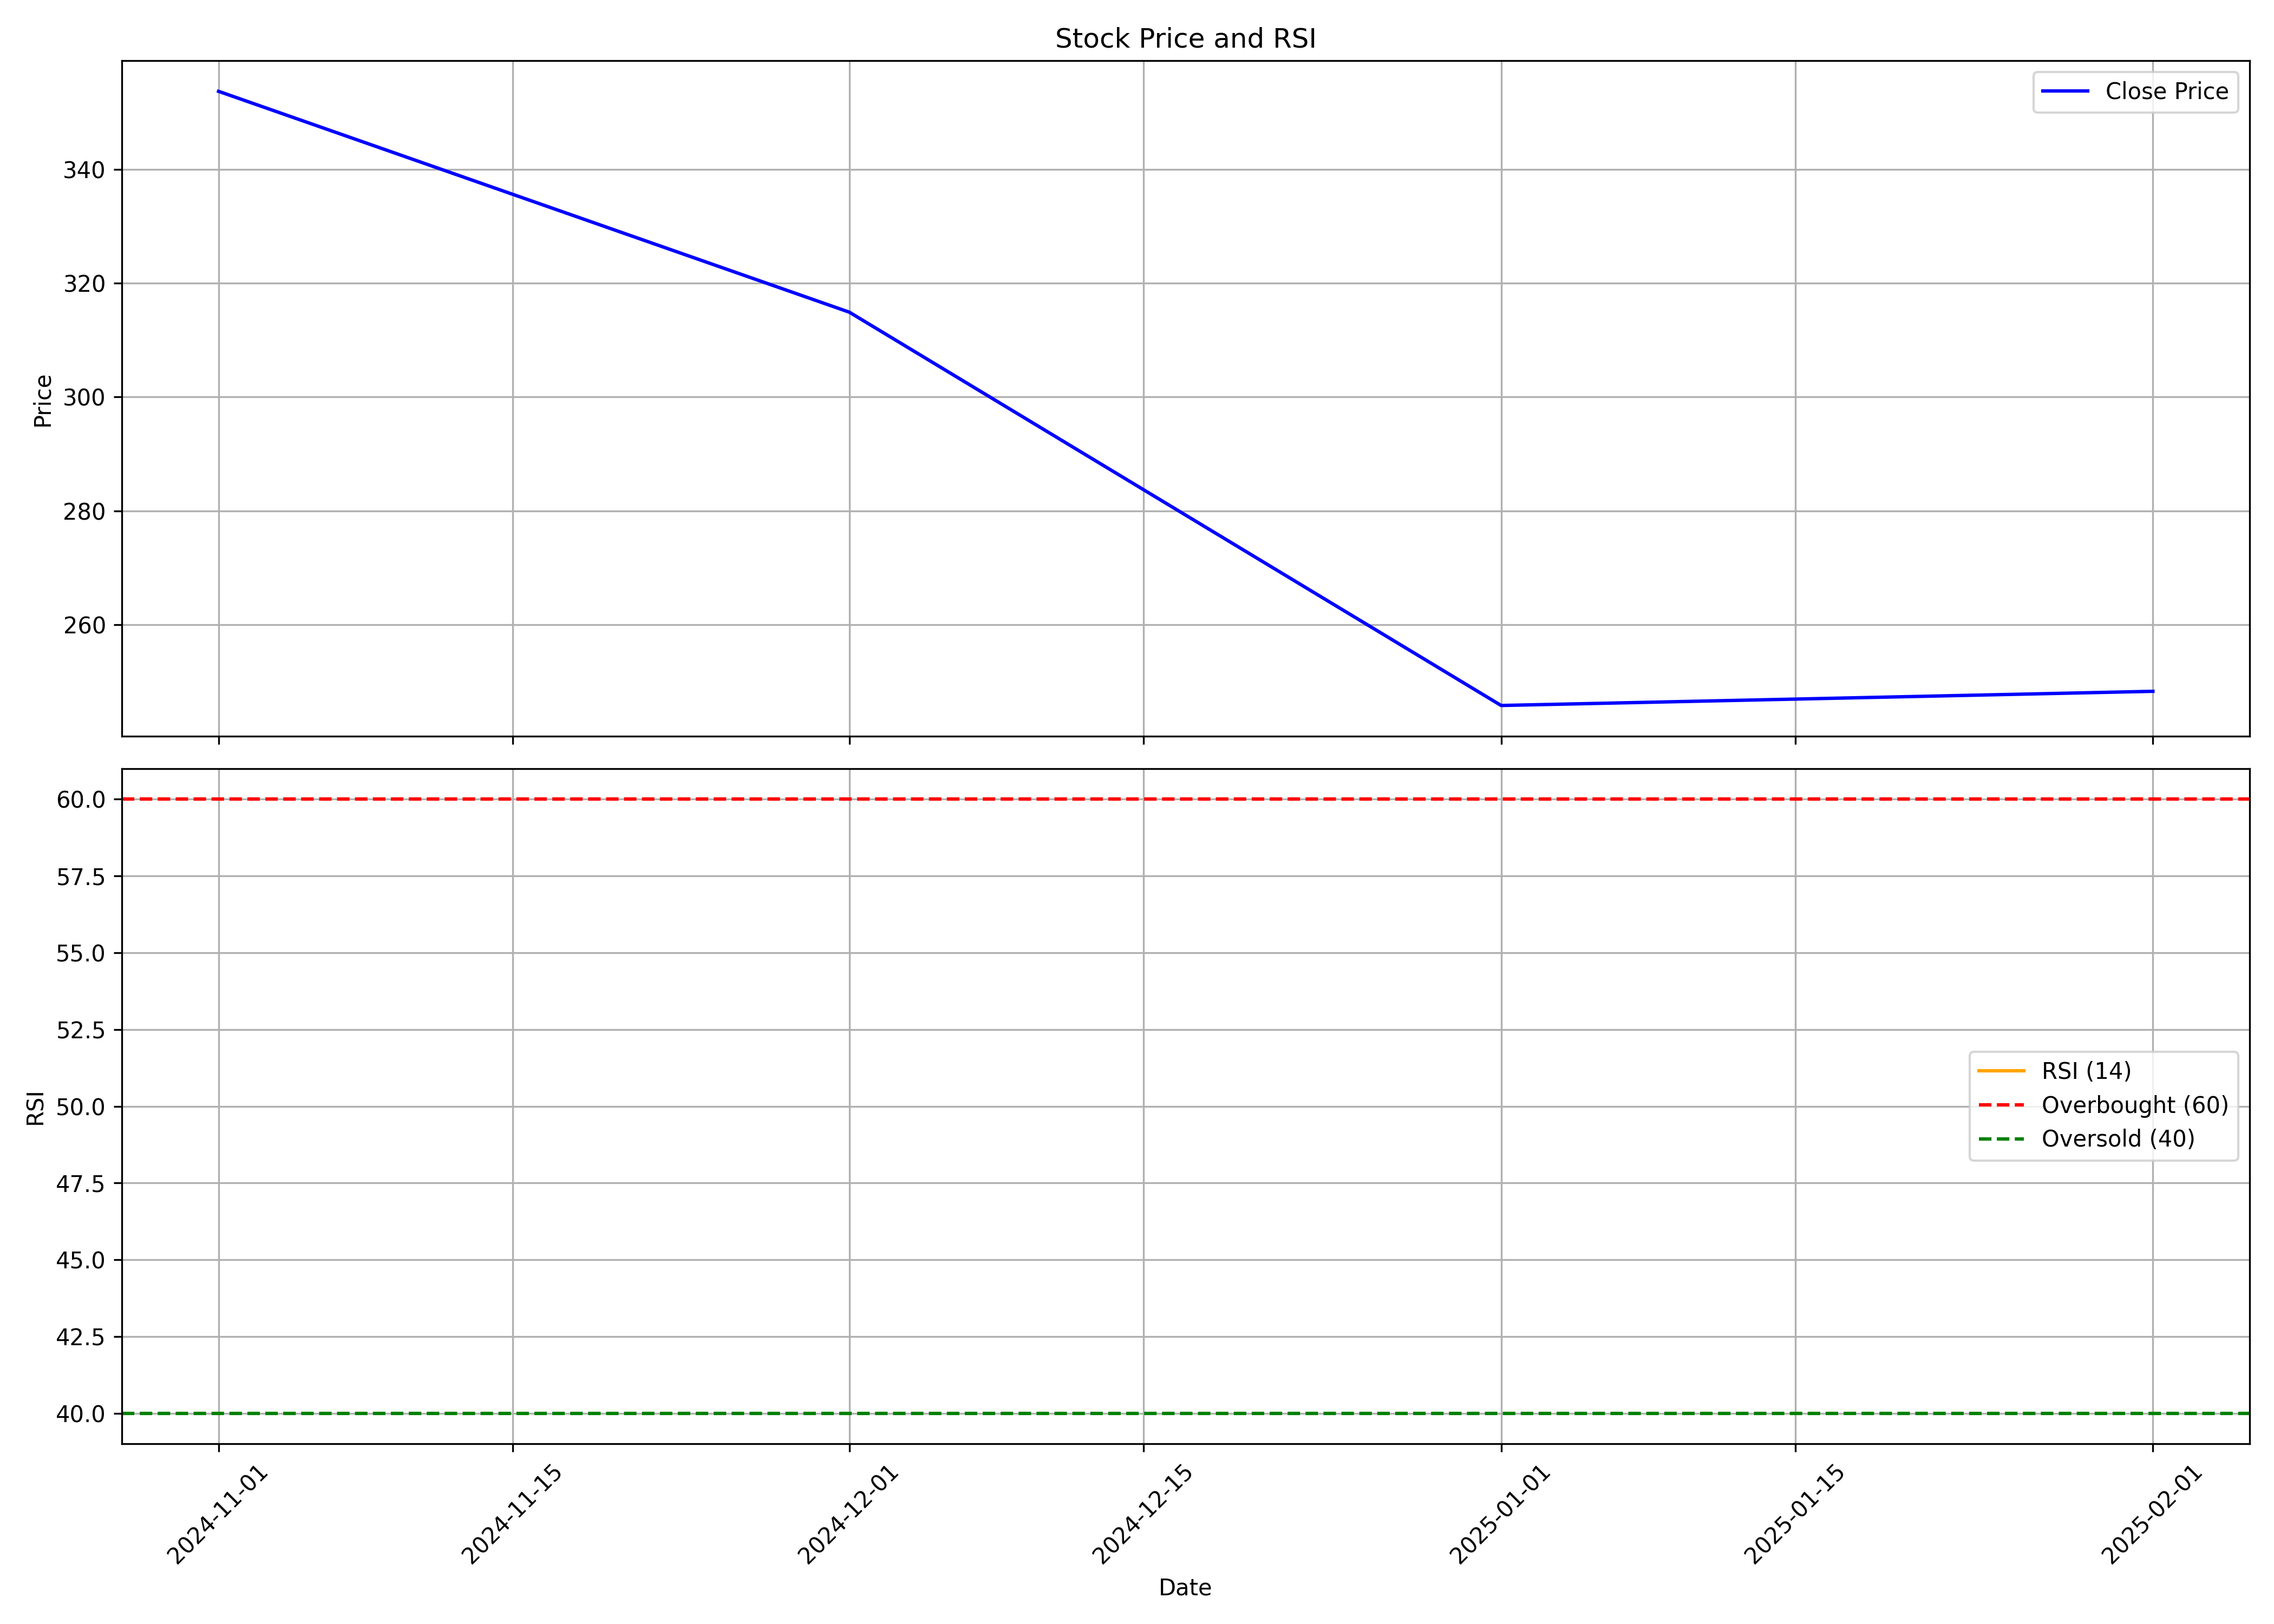 Stock Price and RSI
Close Price
Price
340
320
300
280
260
RSI
60.0
57.5
55.0
52.5
50.0
47.5
45.0
42.5
40.0
RSI (14)
Overbought (60)
Oversold (40)
2024-11-01
2024-11-15
2024-12-01
2024-12-15
2025-01-01
2025-01-15
2025-02-01
Date